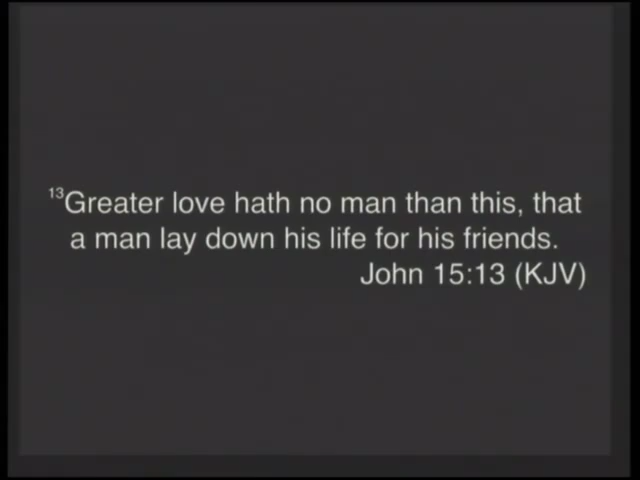 ¹³Greater love hath no man than this, that
a man lay down his life for his friends.
John 15:13 (KJV)